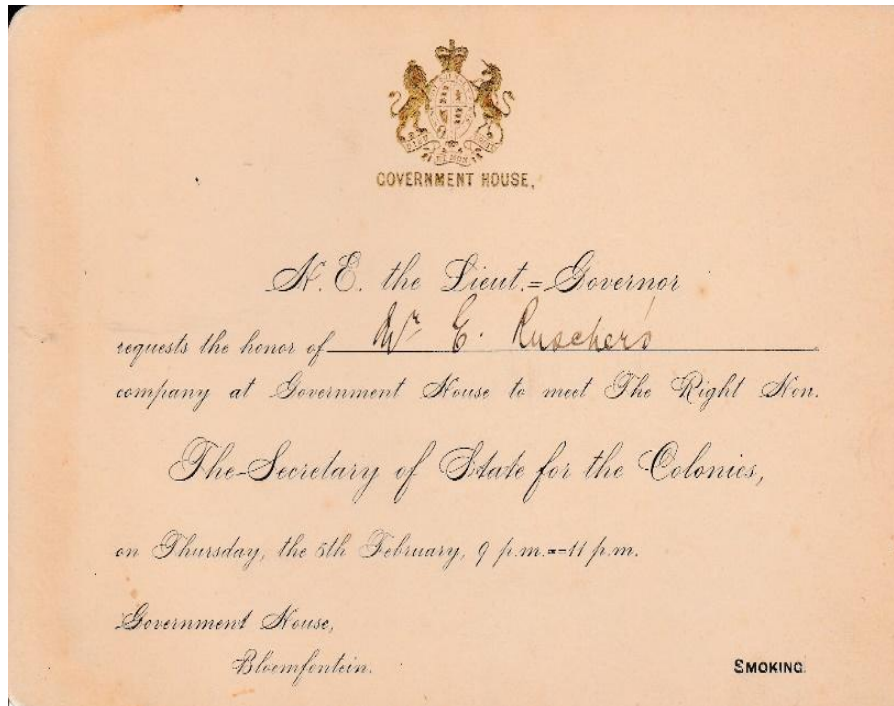 GOVERNMENT HOUSE,
H. E. the Lieut.=Governor
requests the honor of Mr E. Ruscher's
company at Government House to meet The Right Hon.
The Secretary of State for the Colonies,
on Thursday, the 5th February, 9 p.m.=11 p.m.
Government House,
Bloemfontein.
SMOKING.